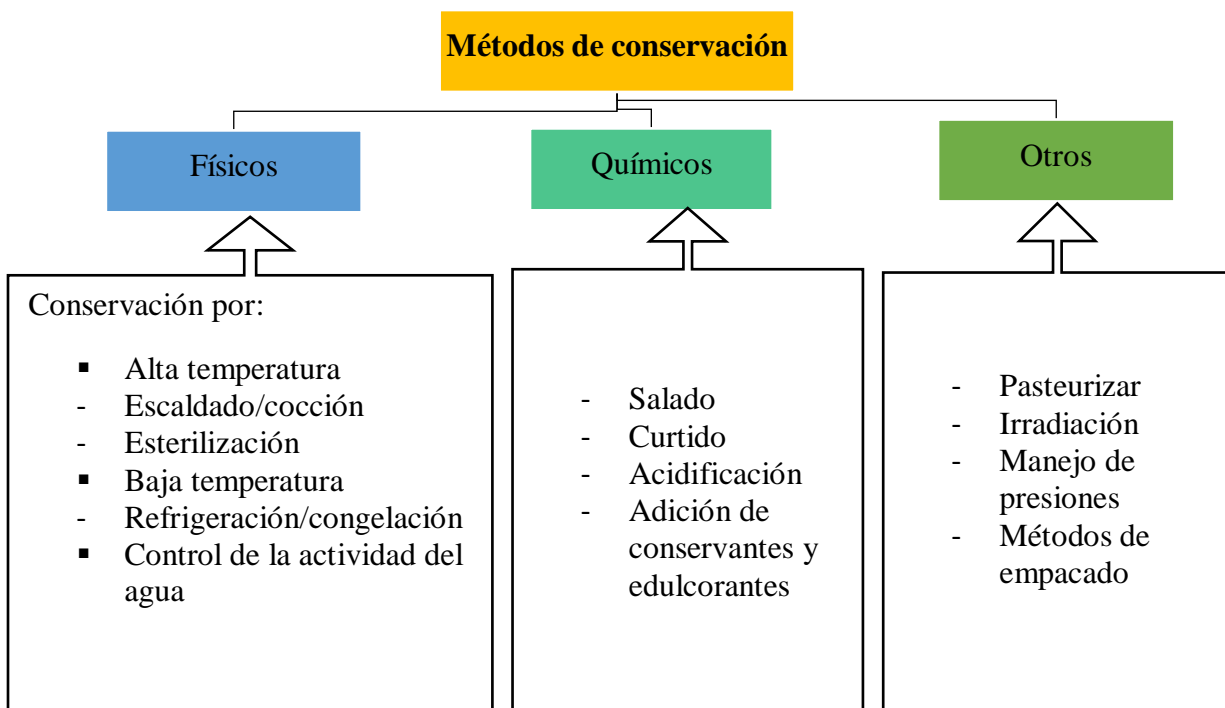 Métodos de conservación
Físicos
Químicos
Otros
Conservación por:
▪ Alta temperatura
- Escaldado/cocción
- Esterilización
▪ Baja temperatura
- Refrigeración/congelación
▪ Control de la actividad del
agua
- Salado
- Curtido
- Acidificación
- Adición de
conservantes y
edulcorantes
- Pasteurizar
- Irradiación
- Manejo de
presiones
- Métodos de
empacado